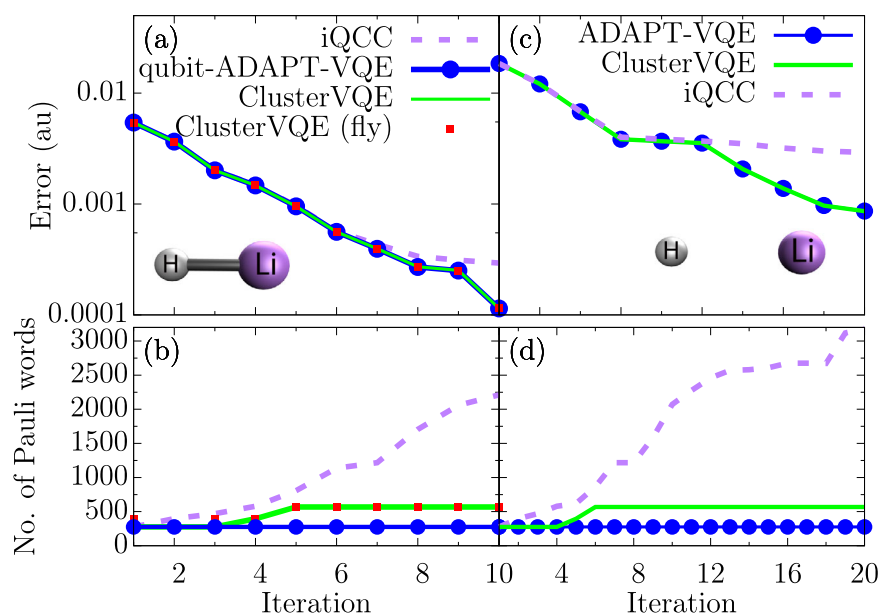 (a)
iQCC
qubit-ADAPT-VQE
ClusterVQE
ClusterVQE (fly)
(c)
ADAPT-VQE
ClusterVQE
iQCC
Error (au)
0.01
0.001
0.0001
H
Li
H
Li
(b)
(d)
No. of Pauli words
3000
2500
2000
1500
1000
500
0
2 4 6 8 10
Iteration
4 8 12 16 20
Iteration